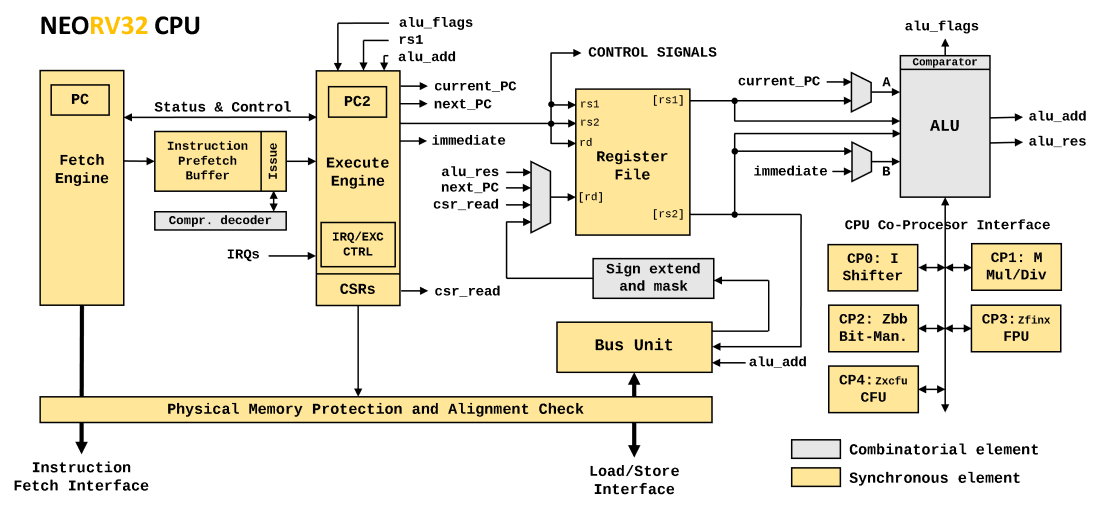 NEORV32 CPU
alu_flags
rs1
alu_add
current_PC
next_PC
immediate
PC
Fetch
Engine
Status & Control
Instruction
Prefetch
Buffer
Issue
Compr. decoder
IRQs
PC2
Execute
Engine
IRQ/EXC
CTRL
CSRs
csr_read
CONTROL SIGNALS
rs1
rs2
rd
[rd]
[rs1]
[rs2]
Register
File
alu_res
next_PC
csr_read
Sign extend
and mask
Bus Unit
alu_add
current_PC
A
immediate
B
alu_flags
Comparator
ALU
alu_add
alu_res
CPU Co-Procesor Interface
CP0: I
Shifter
CP1: M
Mul/Div
CP2: Zbb
Bit-Man.
CP3: Zfinx
FPU
CP4: Zxcfu
CFU
Physical Memory Protection and Alignment Check
Instruction
Fetch Interface
Load/Store
Interface
Combinatorial element
Synchronous element